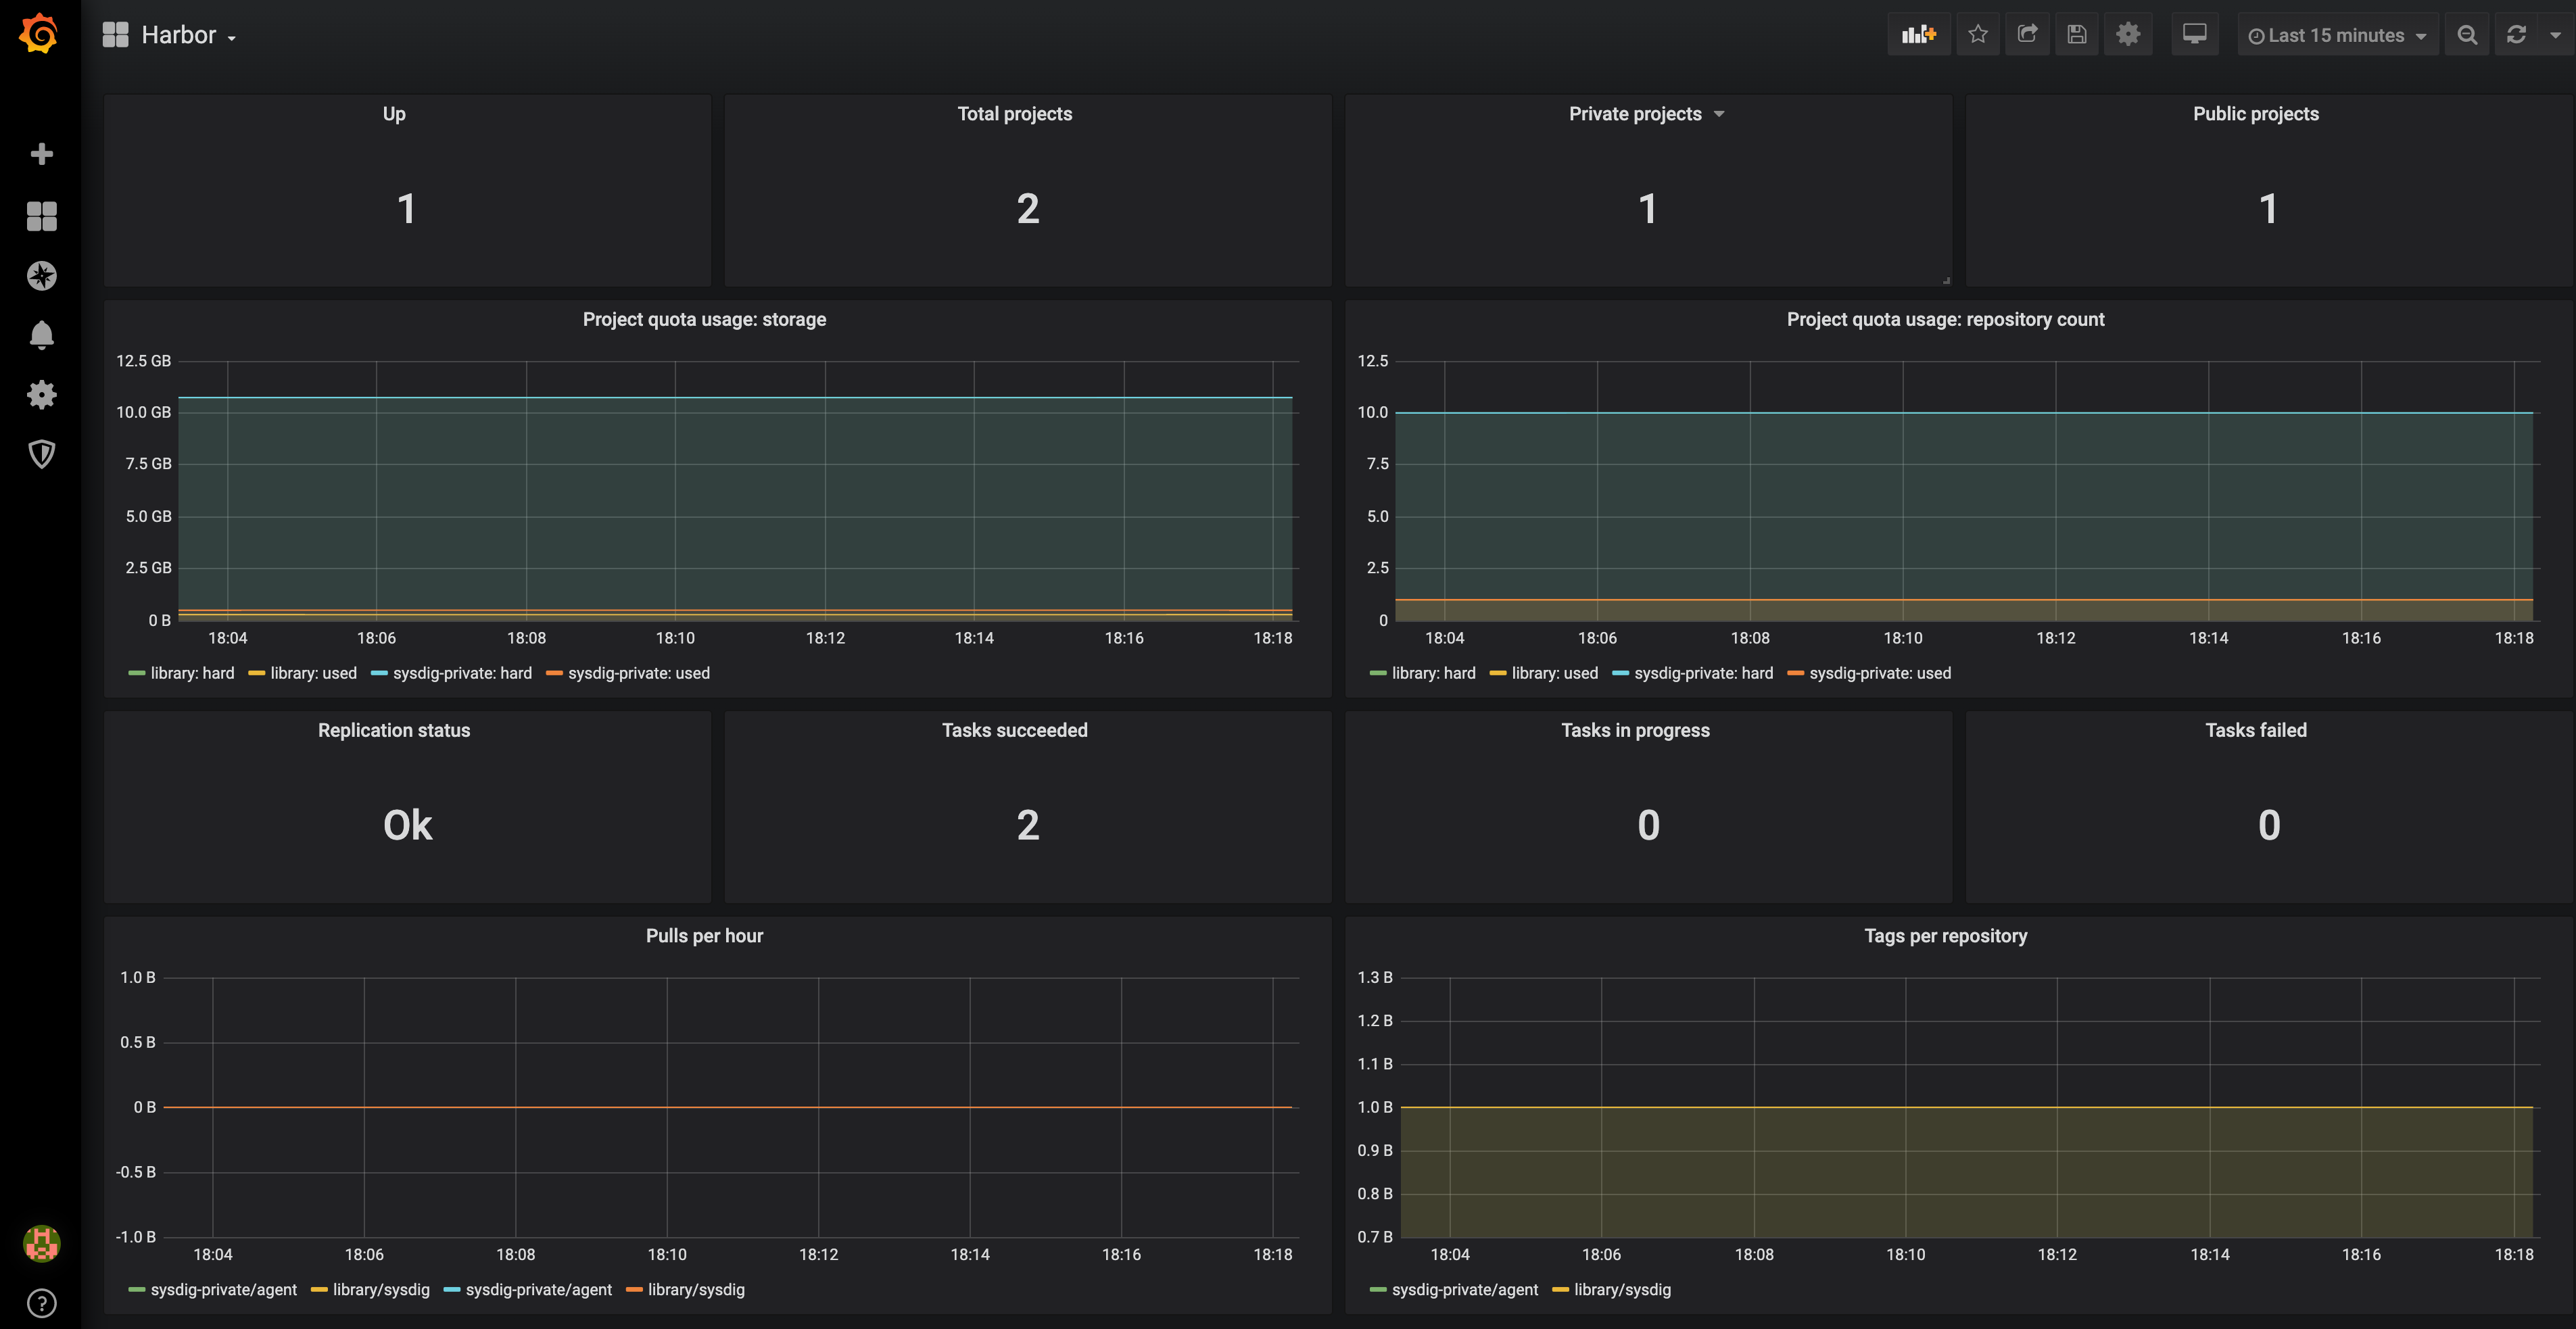 Harbor
Last 15 minutes
Up
1
Total projects
2
Private projects
1
Public projects
1
Project quota usage: storage
12.5 GB
10.0 GB
7.5 GB
5.0 GB
2.5 GB
0 B
18:04 18:06 18:08 18:10 18:12 18:14 18:16 18:18
library: hard library: used sysdig-private: hard sysdig-private: used
Project quota usage: repository count
12.5
10.0
7.5
5.0
2.5
0
18:04 18:06 18:08 18:10 18:12 18:14 18:16 18:18
library: hard library: used sysdig-private: hard sysdig-private: used
Replication status
Ok
Tasks succeeded
2
Tasks in progress
0
Tasks failed
0
Pulls per hour
1.0 B
0.5 B
0 B
-0.5 B
-1.0 B
18:04 18:06 18:08 18:10 18:12 18:14 18:16 18:18
sysdig-private/agent library/sysdig sysdig-private/agent library/sysdig
Tags per repository
1.3 B
1.2 B
1.1 B
1.0 B
0.9 B
0.8 B
0.7 B
18:04 18:06 18:08 18:10 18:12 18:14 18:16 18:18
sysdig-private/agent library/sysdig
?